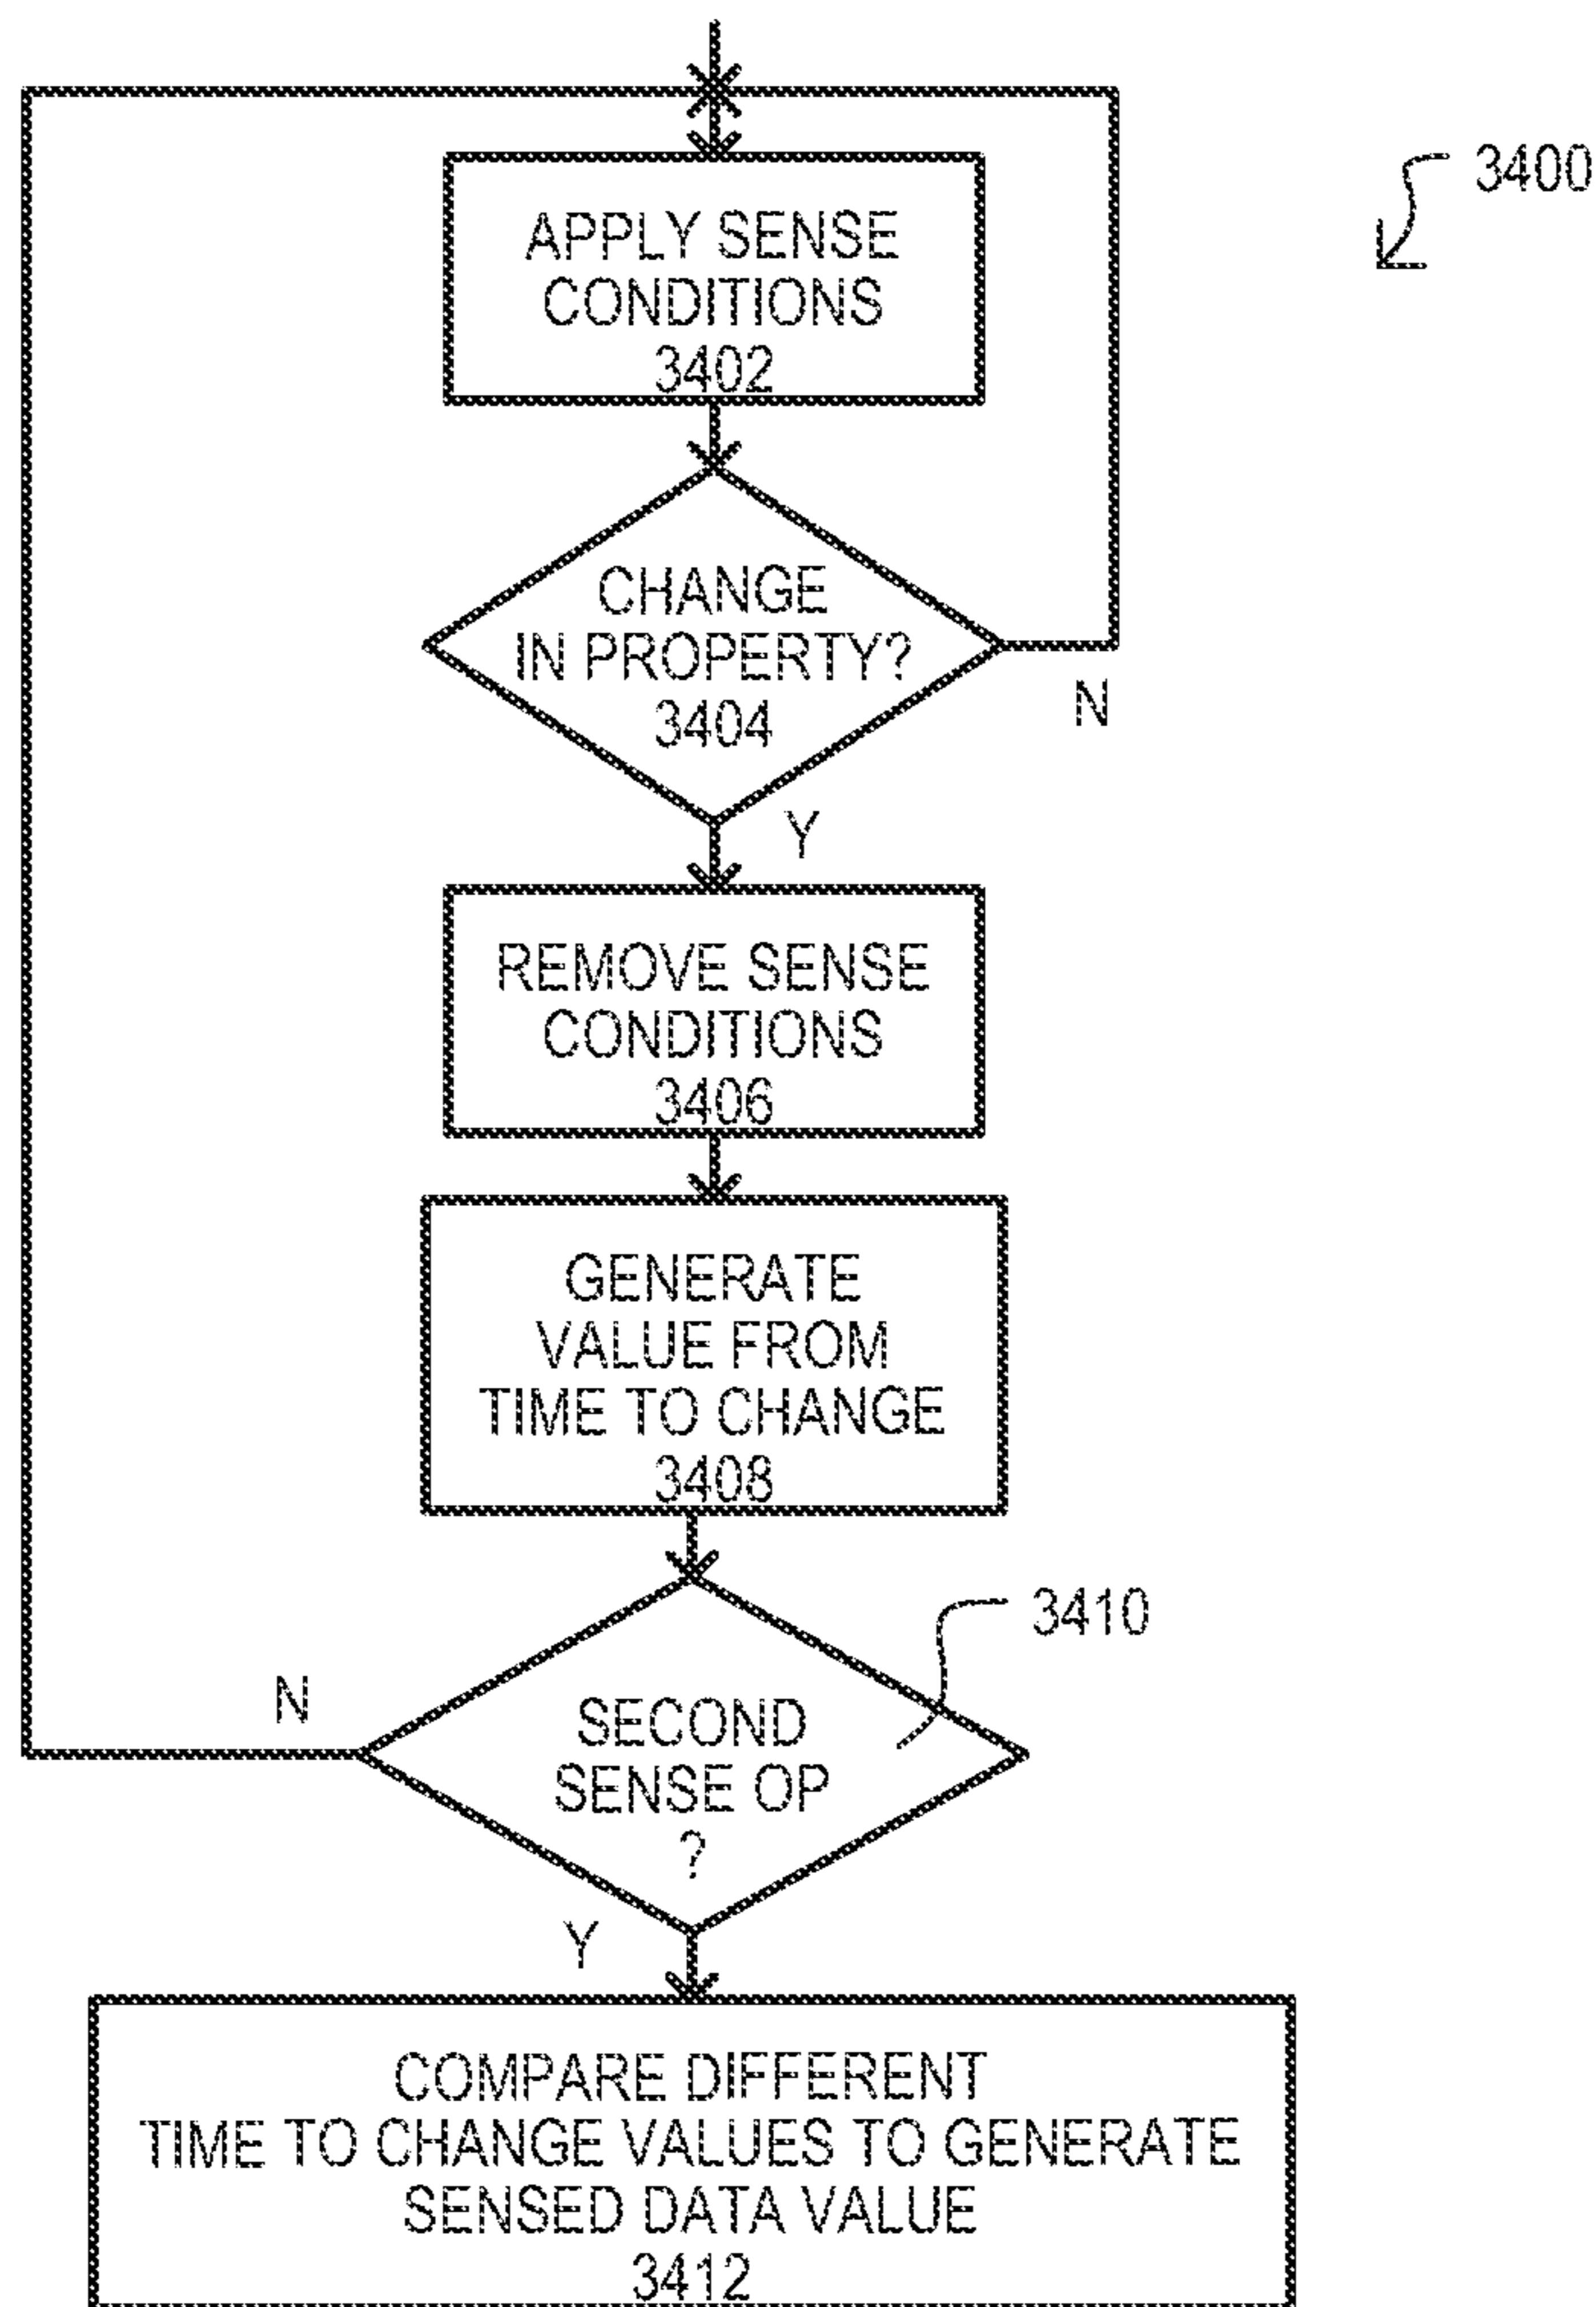 3400
APPLY SENSE
CONDITIONS
3402
CHANGE
IN PROPERTY?
3404
N
Y
REMOVE SENSE
CONDITIONS
3406
GENERATE
VALUE FROM
TIME TO CHANGE
3408
3410
N
SECOND
SENSE OP
?
Y
COMPARE DIFFERENT
TIME TO CHANGE VALUES TO GENERATE
SENSED DATA VALUE
3412